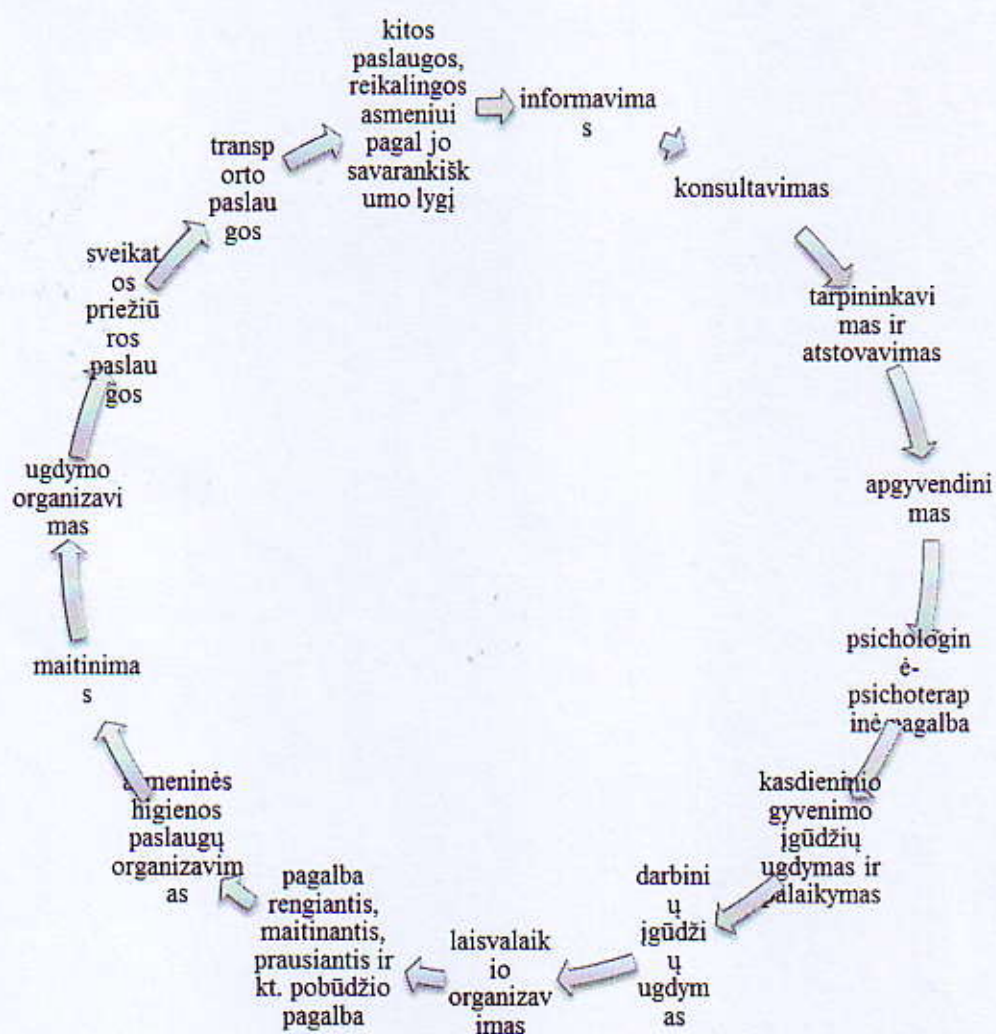 kitos
paslaugos,
reikalingos
asmeniui
pagal jo
savarankišk
umo lygį
informavima
s
konsultavimas
tarpininkavi
mas ir
atstovavimas
apgyvendini
mas
psichologin
ė-
psichoterap
inė pagalba
kasdieninio
gyvenimo
įgūdžių
ugdymas ir
palaikymas
darbini
ų
įgūdži
ų
ugdym
as
laisvalaik
io
organizav
imas
pagalba
rengiantis,
maitinantis,
prausiantis ir
kt. pobūdžio
pagalba
asmeninės
higienos
paslaugų
organizavim
as
maitinima
s
ugdymo
organizavi
mas
sveikat
os
priežiū
ros
paslau
gos
transp
orto
paslau
gos